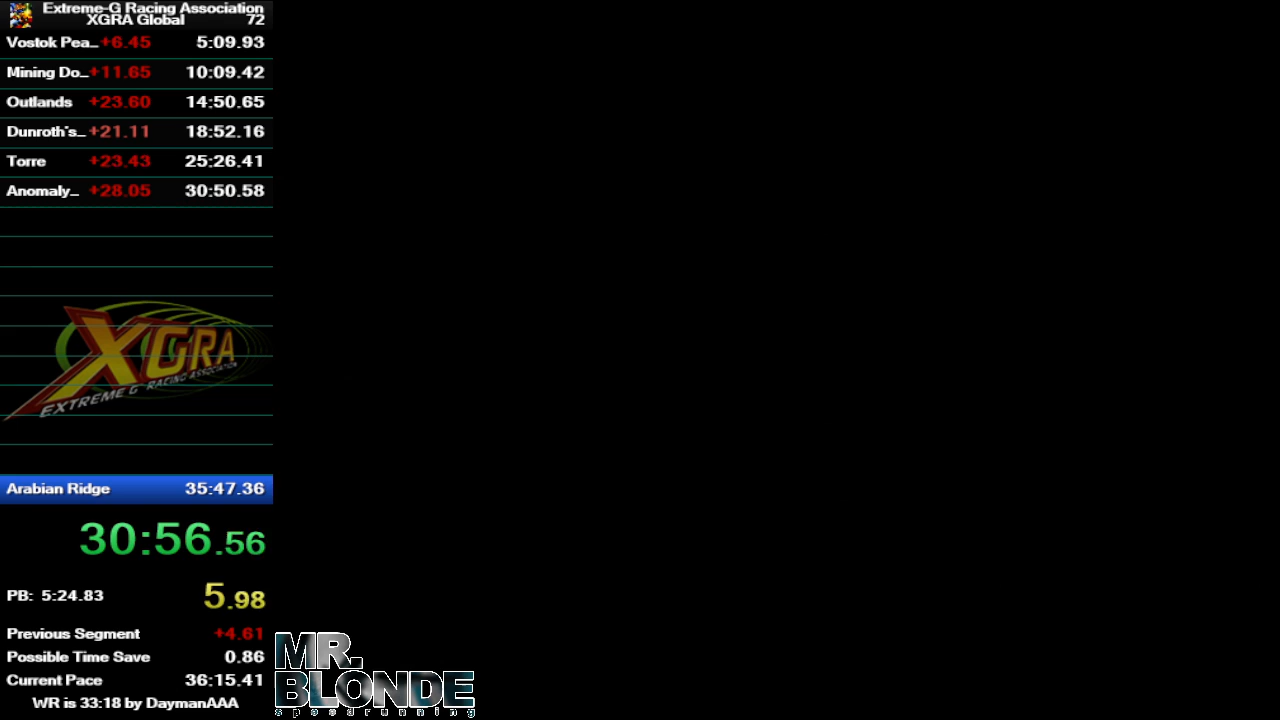 Extreme-G Racing Association
XGRA Global 72
Vostok Pea... +6.45 5:09.93
Mining Do... +11.65 10:09.42
Outlands +23.60 14:50.65
Dunroth's... +21.11 18:52.16
Torre +23.43 25:26.41
Anomaly... +28.05 30:50.58
XGRA
EXTREME G RACING ASSOCIATION
Arabian Ridge 35:47.36
30:56.56
PB: 5:24.83 5.98
Previous Segment +4.61
Possible Time Save 0.86
Current Pace 36:15.41
WR is 33:18 by DaymanAAA
MR.
BLONDE
speedrunning